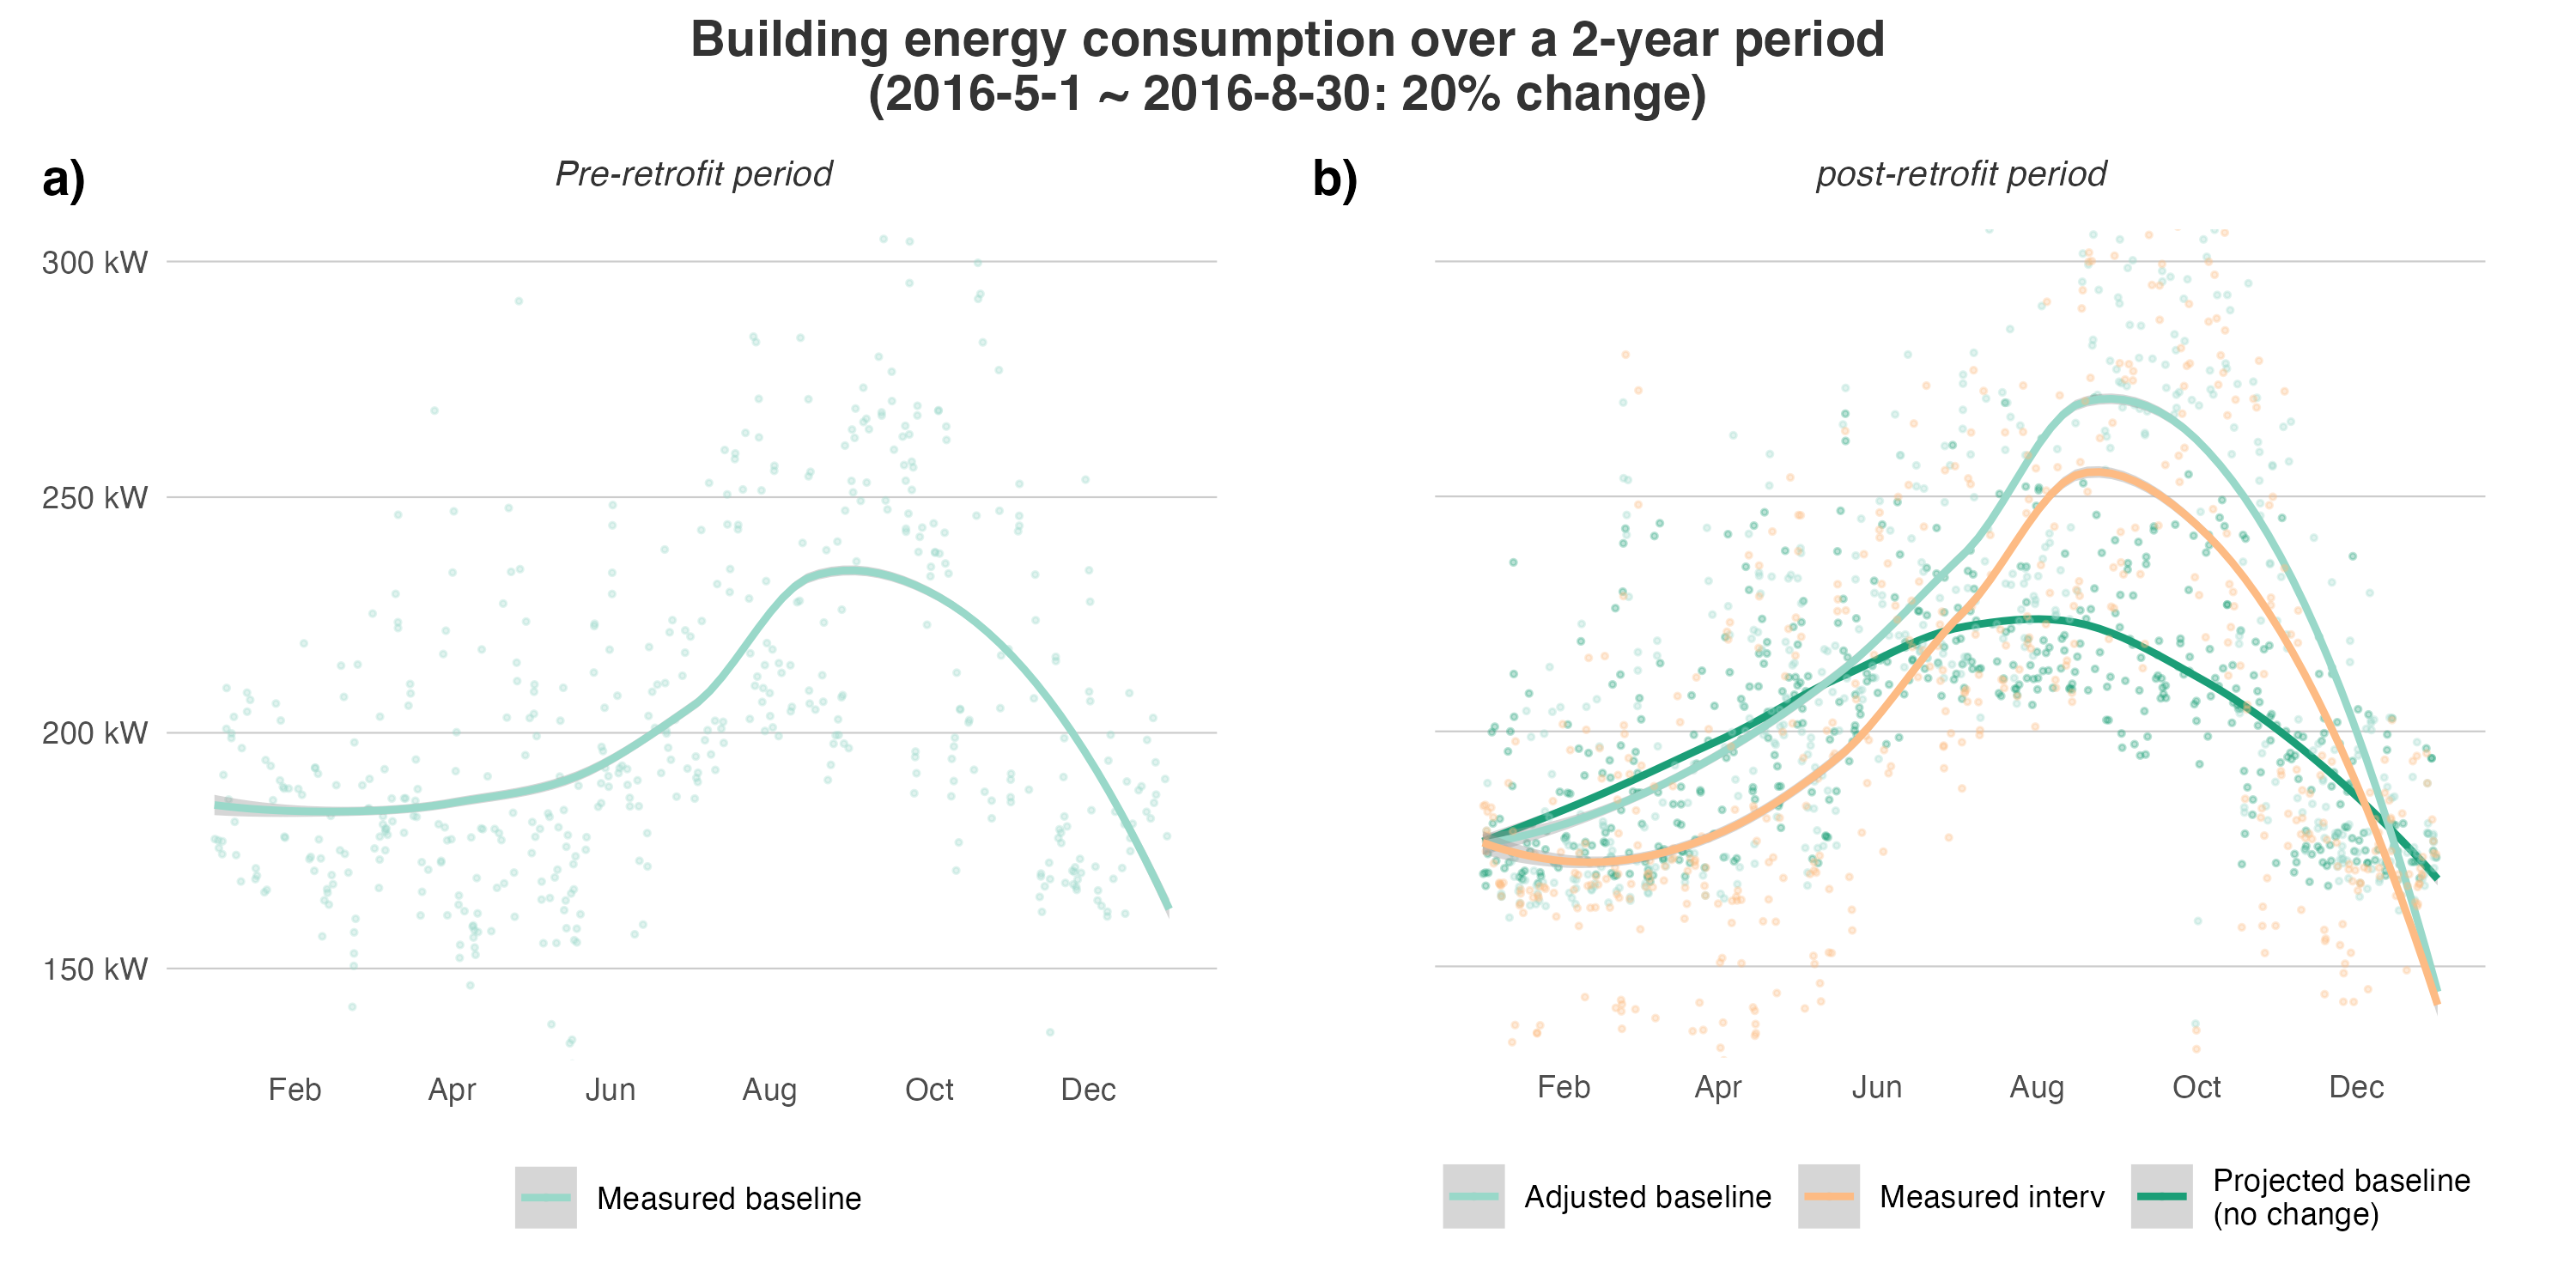 Building energy consumption over a 2-year period
(2016-5-1 ~ 2016-8-30: 20% change)
a)
Pre-retrofit period
300 kW
250 kW
200 kW
150 kW
Feb Apr Jun Aug Oct Dec
Measured baseline
b)
post-retrofit period
Feb Apr Jun Aug Oct Dec
Adjusted baseline
Measured interv
Projected baseline
(no change)